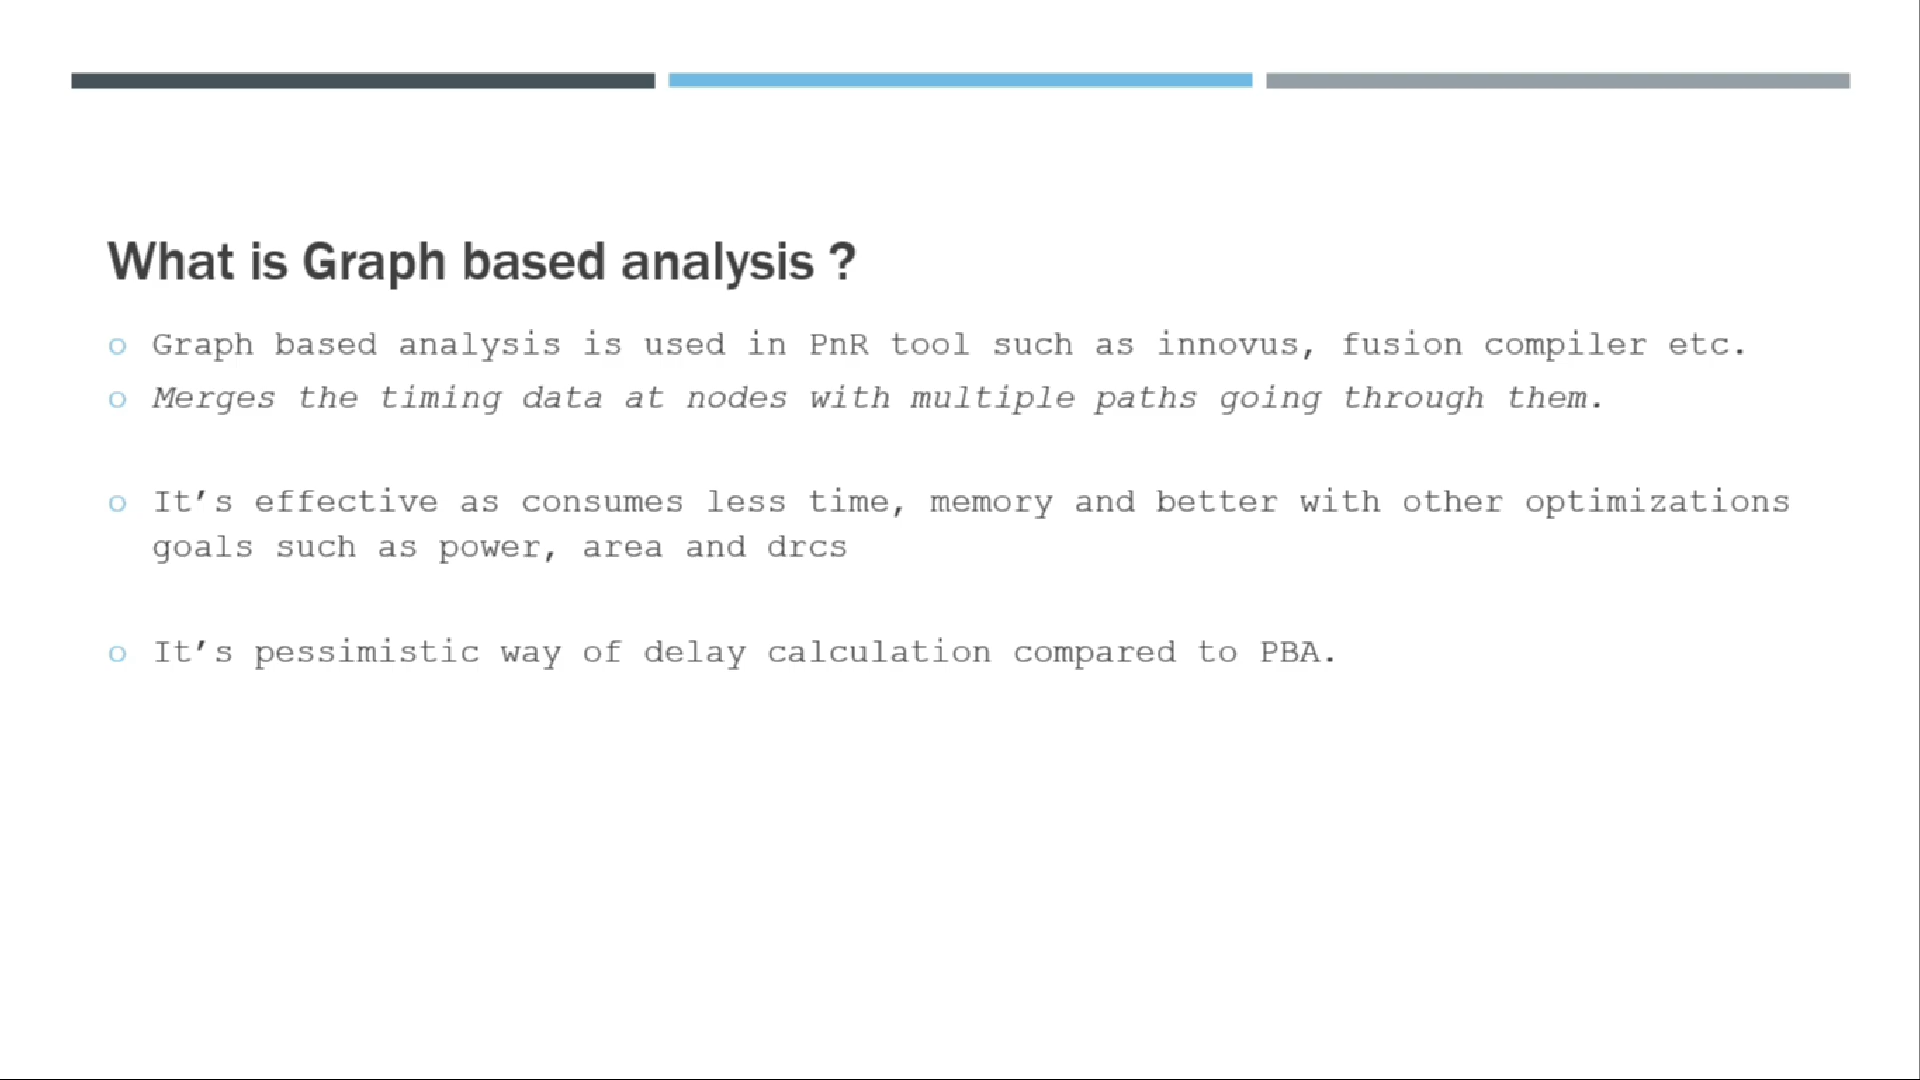 What is Graph based analysis ?
o Graph based analysis is used in PnR tool such as innovus, fusion compiler etc.
o Merges the timing data at nodes with multiple paths going through them.
o It’s effective as consumes less time, memory and better with other optimizations
goals such as power, area and drcs
o It’s pessimistic way of delay calculation compared to PBA.